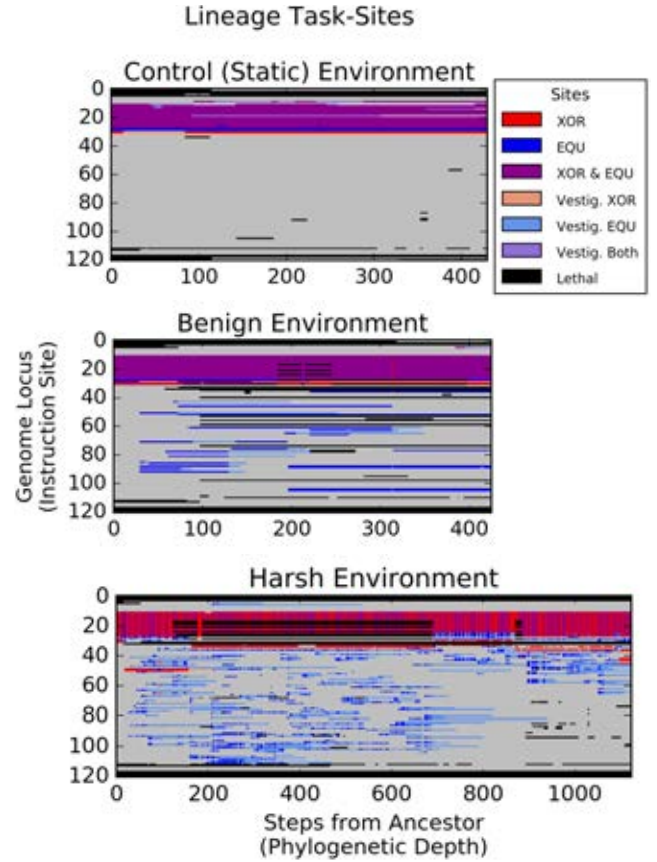 Lineage Task-Sites
Control (Static) Environment
0
20
40
60
80
100
120
0 100 200 300 400
Sites
XOR
EQU
XOR & EQU
Vestig. XOR
Vestig. EQU
Vestig. Both
Lethal
Benign Environment
Genome Locus
(Instruction Site)
0
20
40
60
80
100
120
0 100 200 300 400
Harsh Environment
0
20
40
60
80
100
120
0 200 400 600 800 1000
Steps from Ancestor
(Phylogenetic Depth)